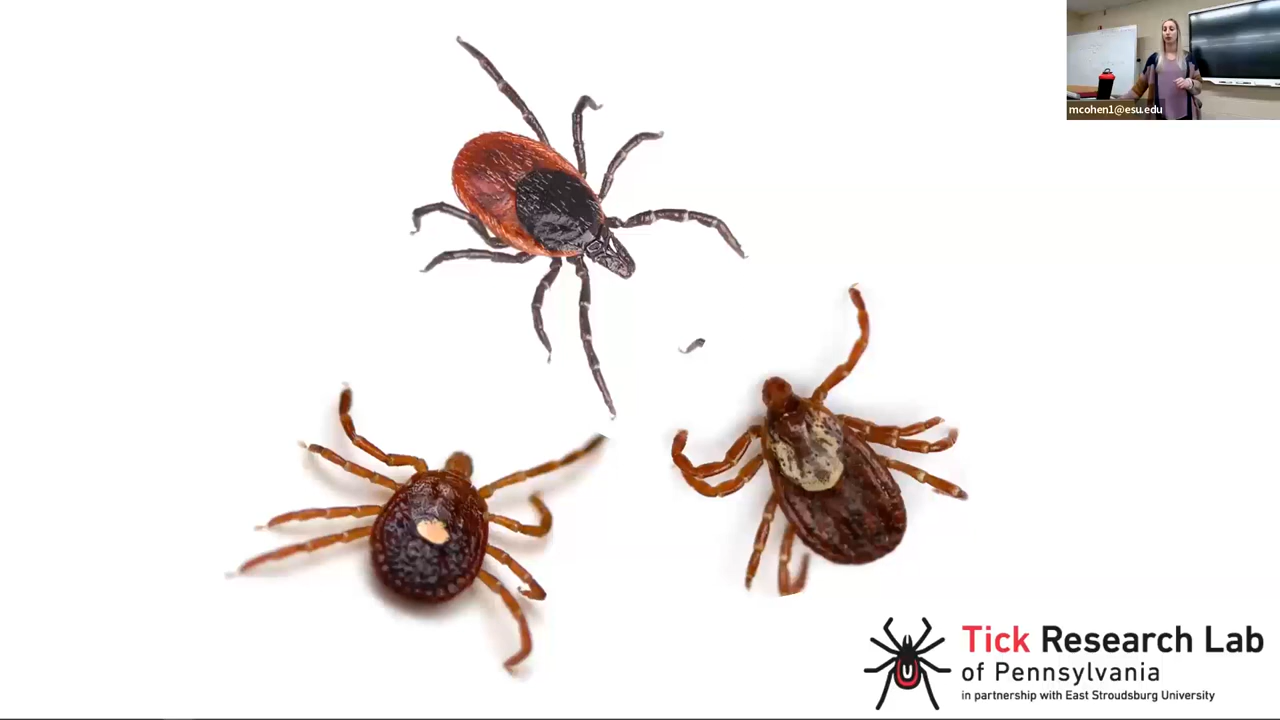 mcohen1@esu.edu
Tick Research Lab
of Pennsylvania
in partnership with East Stroudsburg University